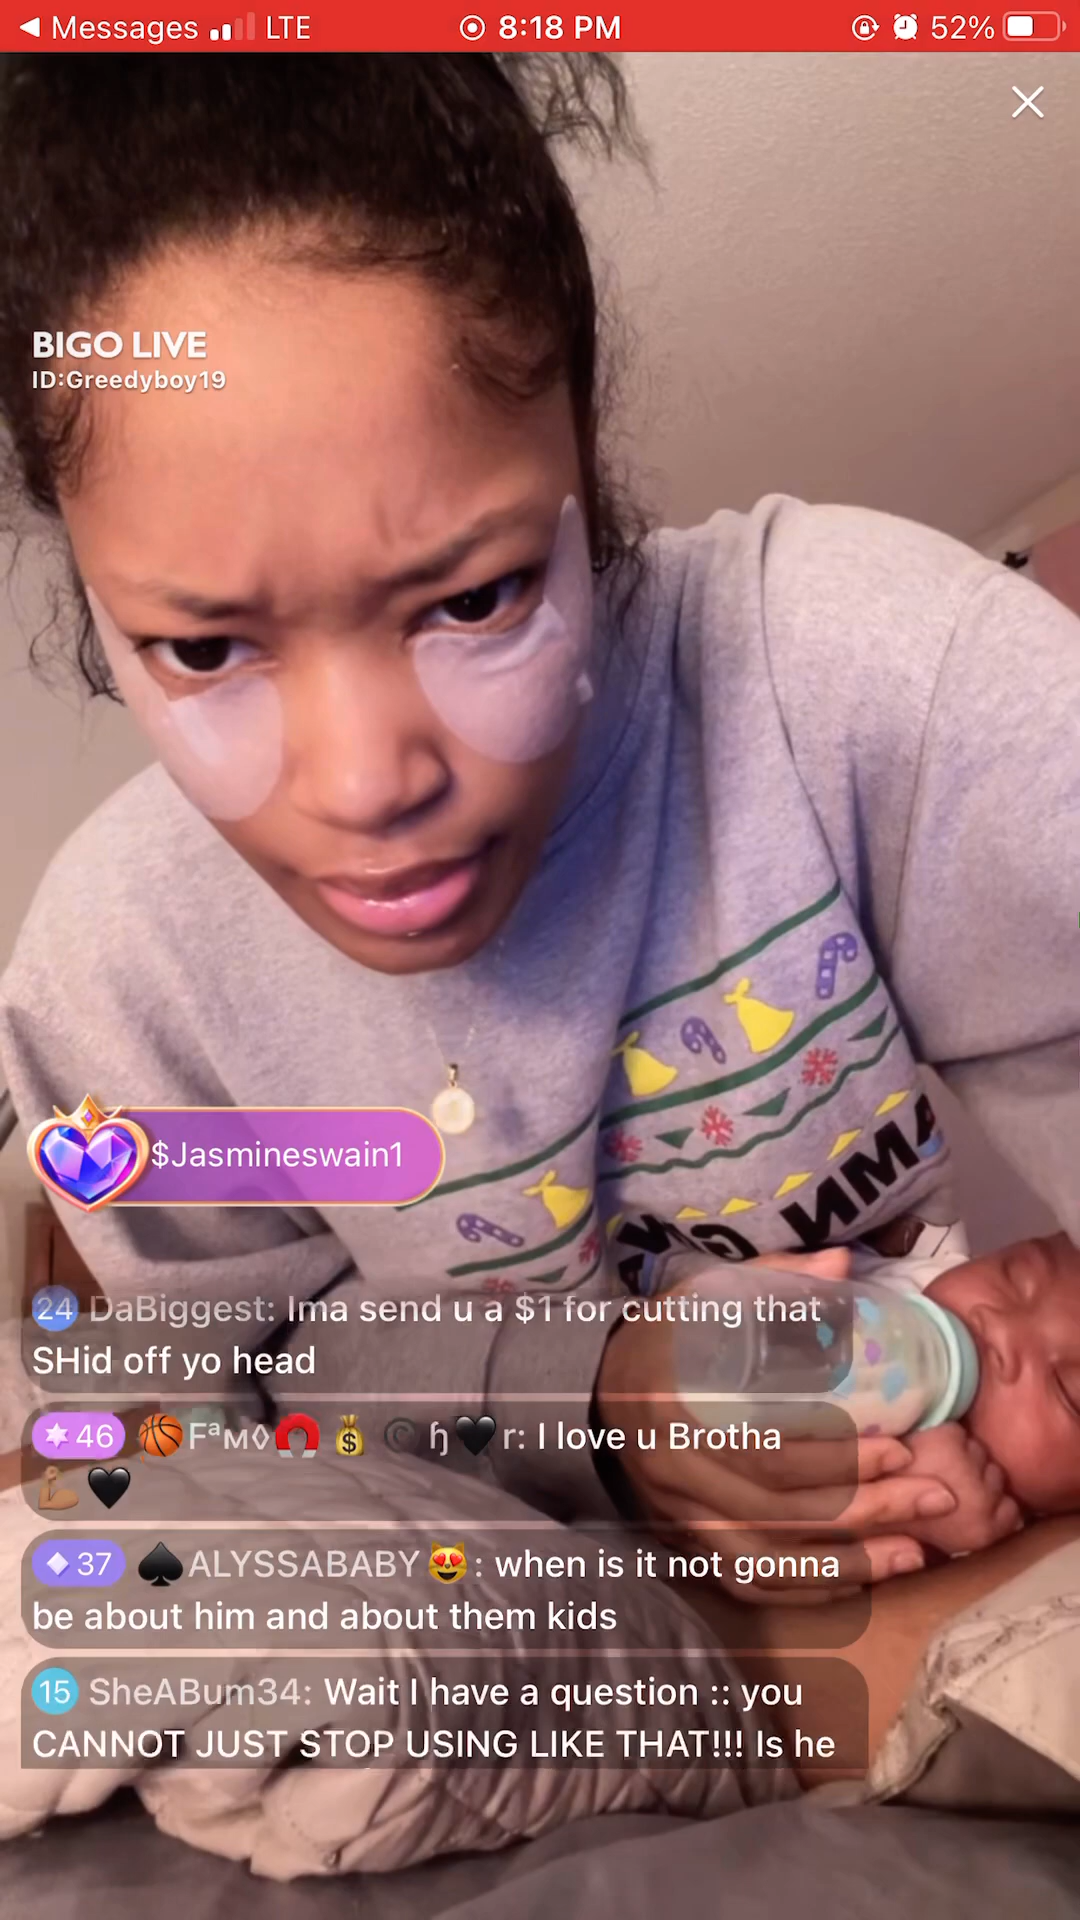 Messages LTE 8:18 PM 52%
BIGO LIVE
ID:Greedyboy19
$Jasmineswain1
24 DaBiggest: Ima send u a $1 for cutting that
SHid off yo head
46 🏀Fªм◊🧲💰©ɧ🖤r: I love u Brotha
💪🏽🖤
37 ♠️ALYSSABABY😻: when is it not gonna
be about him and about them kids
15 SheABum34: Wait I have a question :: you
CANNOT JUST STOP USING LIKE THAT!!! Is he